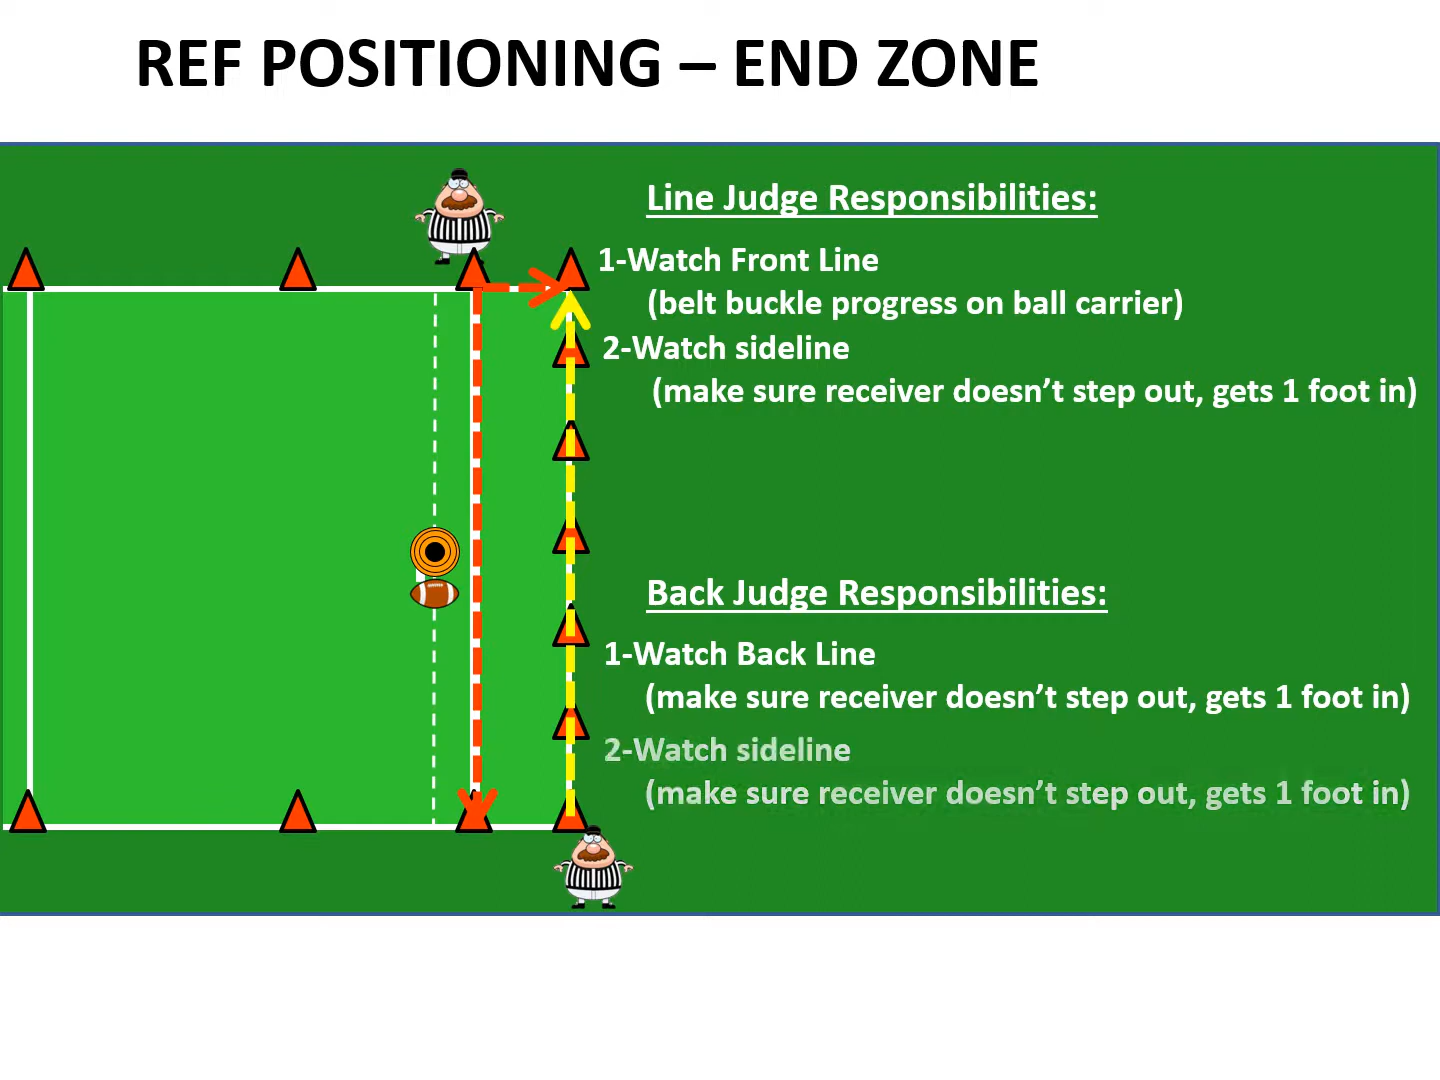 REF POSITIONING – END ZONE
Line Judge Responsibilities:
1-Watch Front Line
(belt buckle progress on ball carrier)
2-Watch sideline
(make sure receiver doesn’t step out, gets 1 foot in)
Back Judge Responsibilities:
1-Watch Back Line
(make sure receiver doesn’t step out, gets 1 foot in)
2-Watch sideline
(make sure receiver doesn’t step out, gets 1 foot in)